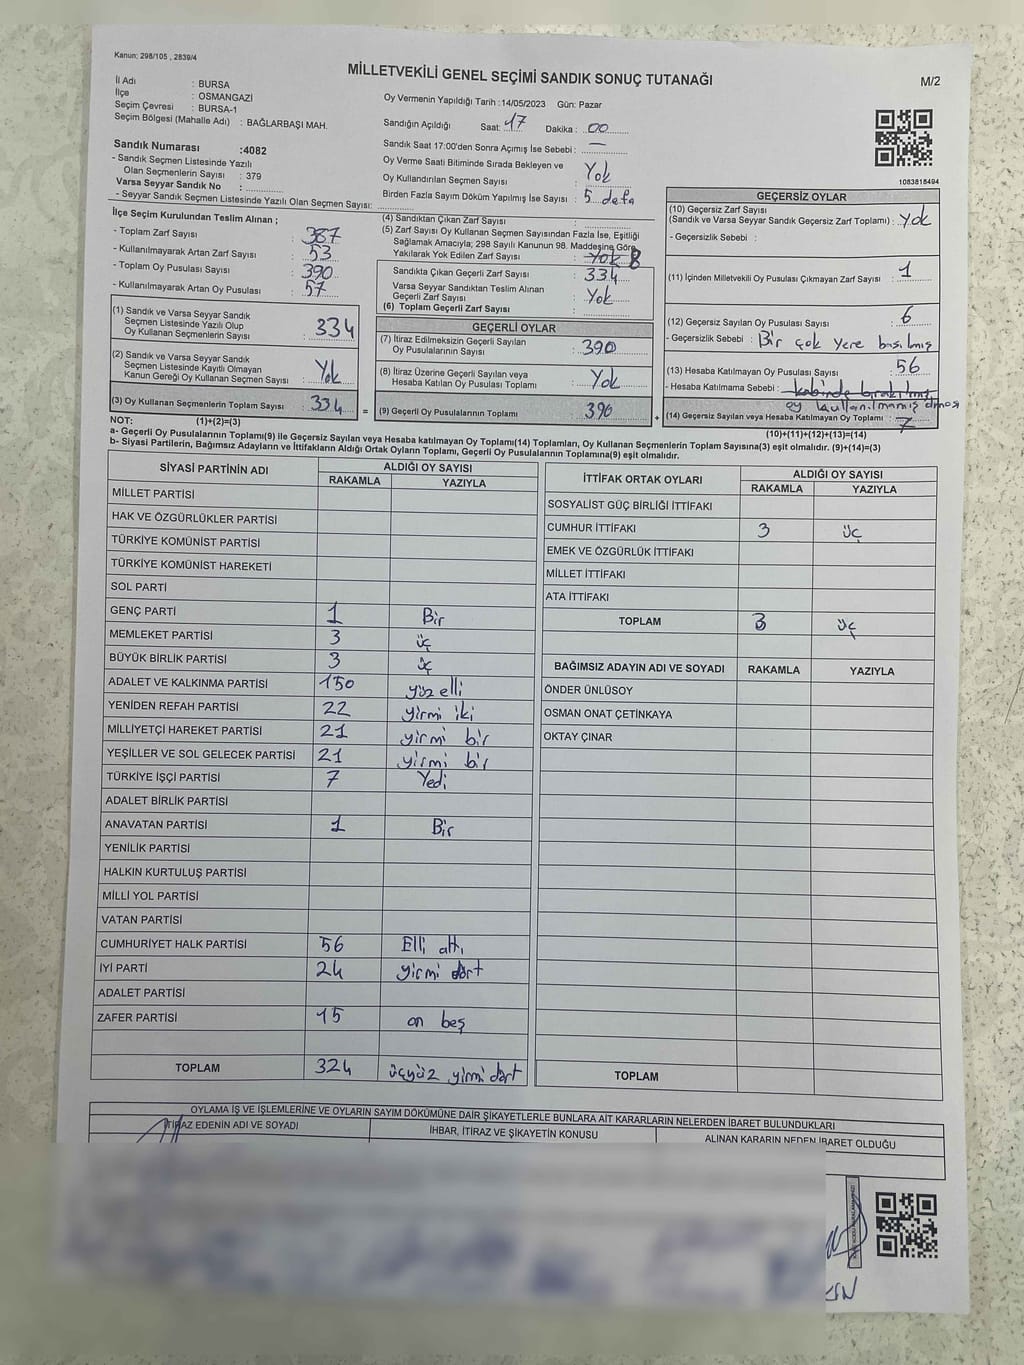 Kanun: 298/105 , 2839/4
MİLLETVEKİLİ GENEL SEÇİMİ SANDIK SONUÇ TUTANAĞI
M/2
İl Adı : BURSA
İlçe : OSMANGAZİ
Seçim Çevresi : BURSA-1
Seçim Bölgesi (Mahalle Adı) : BAĞLARBAŞI MAH.
Sandık Numarası :4082
- Sandık Seçmen Listesinde Yazılı
Olan Seçmenlerin Sayısı : 379
Varsa Seyyar Sandık No :
- Seyyar Sandık Seçmen Listesinde Yazılı Olan Seçmen Sayısı:
Oy Vermenin Yapıldığı Tarih :14/05/2023 Gün: Pazar
Sandığın Açıldığı Saat: 17 Dakika : 00
Sandık Saat 17:00'den Sonra Açımış İse Sebebi : —
Oy Verme Saati Bitiminde Sırada Bekleyen ve
Oy Kullandırılan Seçmen Sayısı : Yok
Birden Fazla Sayım Döküm Yapılmış İse Sayısı : 5 defa
1083818494
İlçe Seçim Kurulundan Teslim Alınan ;
- Toplam Zarf Sayısı : 387
- Kullanılmayarak Artan Zarf Sayısı : 53
- Toplam Oy Pusulası Sayısı : 390
- Kullanılmayarak Artan Oy Pusulası : 57
(1) Sandık ve Varsa Seyyar Sandık
Seçmen Listesinde Yazılı Olup
Oy Kullanan Seçmenlerin Sayısı : 334
(2) Sandık ve Varsa Seyyar Sandık
Seçmen Listesinde Kayıtlı Olmayan
Kanun Gereği Oy Kullanan Seçmen Sayısı : Yok
(3) Oy Kullanan Seçmenlerin Toplam Sayısı : 334
(4) Sandıktan Çıkan Zarf Sayısı :
(5) Zarf Sayısı Oy Kullanan Seçmen Sayısından Fazla İse, Eşitliği
Sağlamak Amacıyla; 298 Sayılı Kanunun 98. Maddesine Göre
Yakılarak Yok Edilen Zarf Sayısı : Yok
Sandıkta Çıkan Geçerli Zarf Sayısı : 334
Varsa Seyyar Sandıktan Teslim Alınan
Geçerli Zarf Sayısı : Yok
(6) Toplam Geçerli Zarf Sayısı :
GEÇERLİ OYLAR
(7) İtiraz Edilmeksizin Geçerli Sayılan
Oy Pusulalarının Sayısı : 390
(8) İtiraz Üzerine Geçerli Sayılan veya
Hesaba Katılan Oy Pusulası Toplamı : Yok
= (9) Geçerli Oy Pusulalarının Toplamı : 390 +
GEÇERSİZ OYLAR
(10) Geçersiz Zarf Sayısı
(Sandık ve Varsa Seyyar Sandık Geçersiz Zarf Toplamı) : Yok
- Geçersizlik Sebebi :
(11) İçinden Milletvekili Oy Pusulası Çıkmayan Zarf Sayısı : 1
(12) Geçersiz Sayılan Oy Pusulası Sayısı : 6
- Geçersizlik Sebebi : Bir çok yere basılmış
(13) Hesaba Katılmayan Oy Pusulası Sayısı : 56
- Hesaba Katılmama Sebebi : kabinde bırakılmış
oy kullanılmamış olması
(14) Geçersiz Sayılan veya Hesaba Katılmayan Oy Toplamı : 7
NOT: (1)+(2)=(3)
(10)+(11)+(12)+(13)=(14)
a- Geçerli Oy Pusulalarının Toplamı(9) ile Geçersiz Sayılan veya Hesaba katılmayan Oy Toplamı(14) Toplamları, Oy Kullanan Seçmenlerin Toplam Sayısına(3) eşit olmalıdır. (9)+(14)=(3)
b- Siyasi Partilerin, Bağımsız Adayların ve İttifakların Aldığı Ortak Oyların Toplamı, Geçerli Oy Pusulalarının Toplamına(9) eşit olmalıdır.
SİYASİ PARTİNİN ADI ALDIĞI OY SAYISI
RAKAMLA YAZIYLA
MİLLET PARTİSİ
HAK VE ÖZGÜRLÜKLER PARTİSİ
TÜRKİYE KOMÜNİST PARTİSİ
TÜRKİYE KOMÜNİST HAREKETİ
SOL PARTİ
GENÇ PARTİ 1 Bir
MEMLEKET PARTİSİ 3 üç
BÜYÜK BİRLİK PARTİSİ 3 üç
ADALET VE KALKINMA PARTİSİ 150 yüz elli
YENİDEN REFAH PARTİSİ 22 yirmi iki
MİLLİYETÇİ HAREKET PARTİSİ 21 yirmi bir
YEŞİLLER VE SOL GELECEK PARTİSİ 21 yirmi bir
TÜRKİYE İŞÇİ PARTİSİ 7 Yedi
ADALET BİRLİK PARTİSİ
ANAVATAN PARTİSİ 1 Bir
YENİLİK PARTİSİ
HALKIN KURTULUŞ PARTİSİ
MİLLİ YOL PARTİSİ
VATAN PARTİSİ
CUMHURİYET HALK PARTİSİ 56 Elli altı
İYİ PARTİ 24 yirmi dört
ADALET PARTİSİ
ZAFER PARTİSİ 15 on beş
TOPLAM 324 üçyüz yirmi dört
İTTİFAK ORTAK OYLARI ALDIĞI OY SAYISI
RAKAMLA YAZIYLA
SOSYALİST GÜÇ BİRLİĞİ İTTİFAKI
CUMHUR İTTİFAKI 3 üç
EMEK VE ÖZGÜRLÜK İTTİFAKI
MİLLET İTTİFAKI
ATA İTTİFAKI
TOPLAM 3 üç
BAĞIMSIZ ADAYIN ADI VE SOYADI RAKAMLA YAZIYLA
ÖNDER ÜNLÜSOY
OSMAN ONAT ÇETİNKAYA
OKTAY ÇINAR
TOPLAM
OYLAMA İŞ VE İŞLEMLERİNE VE OYLARIN SAYIM DÖKÜMÜNE DAİR ŞİKAYETLERLE BUNLARA AİT KARARLARIN NELERDEN İBARET BULUNDUKLARI
İTİRAZ EDENİN ADI VE SOYADI İHBAR, İTİRAZ VE ŞİKAYETİN KONUSU ALINAN KARARIN NEDEN İBARET OLDUĞU